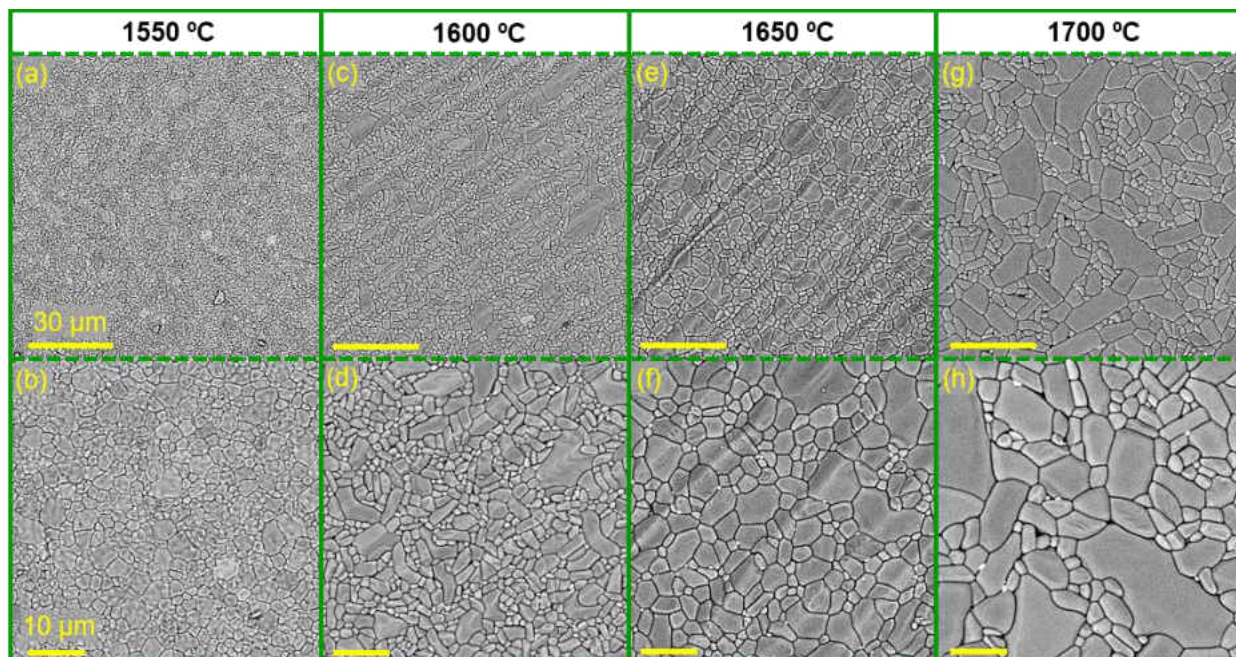 1550 ºC 1600 ºC 1650 ºC 1700 ºC
(a) (c) (e) (g)
30 µm
(b) (d) (f) (h)
10 µm